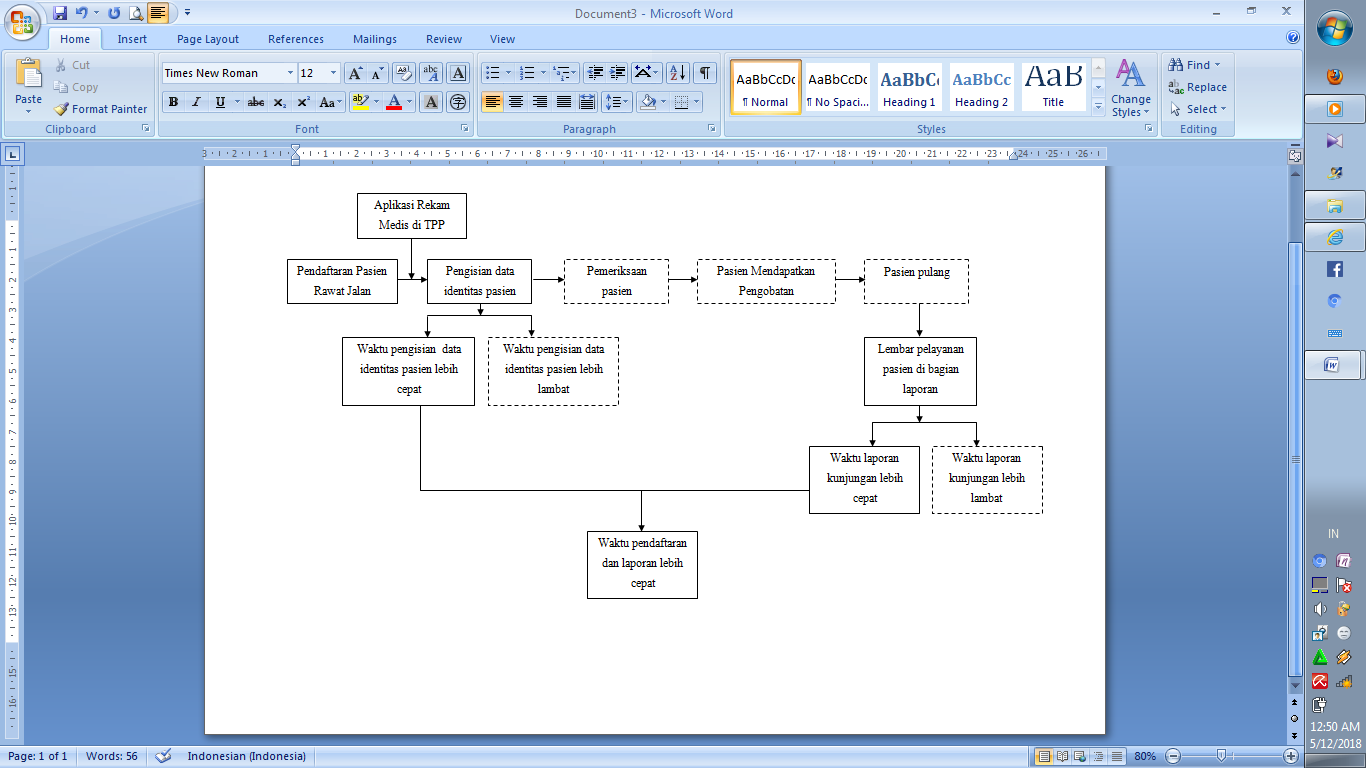 Document3 - Microsoft Word
Home
Insert
Page Layout
References
Mailings
Review
View
Paste
Cut
Copy
Format Painter
Clipboard
Times New Roman
12
Font
Paragraph
AaBbCcDc
¶ Normal
AaBbCcDc
¶ No Spaci...
AaBbC
Heading 1
AaBbCc
Heading 2
AaB
Title
Change
Styles
Styles
Find
Replace
Select
Editing
Aplikasi Rekam
Medis di TPP
Pendaftaran Pasien
Rawat Jalan
Pengisian data
identitas pasien
Pemeriksaan
pasien
Pasien Mendapatkan
Pengobatan
Pasien pulang
Waktu pengisian  data
identitas pasien lebih
cepat
Waktu pengisian data
identitas pasien lebih
lambat
Lembar pelayanan
pasien di bagian
laporan
Waktu laporan
kunjungan lebih
cepat
Waktu laporan
kunjungan lebih
lambat
Waktu pendaftaran
dan laporan lebih
cepat
IN
12:50 AM
5/12/2018
Page: 1 of 1
Words: 56
Indonesian (Indonesia)
80%